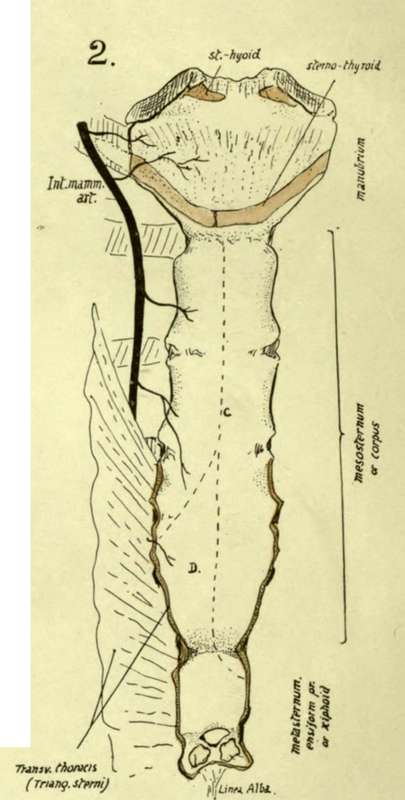 2.
st.-hyoid
sterno-thyroid
manubrium
Int. mamm.
art.
C
mesosternum
or corpus
D.
metasternum.
ensiform pr.
or xiphoid
Transv. thoracis
(Triang. sterni)
Linea Alba.